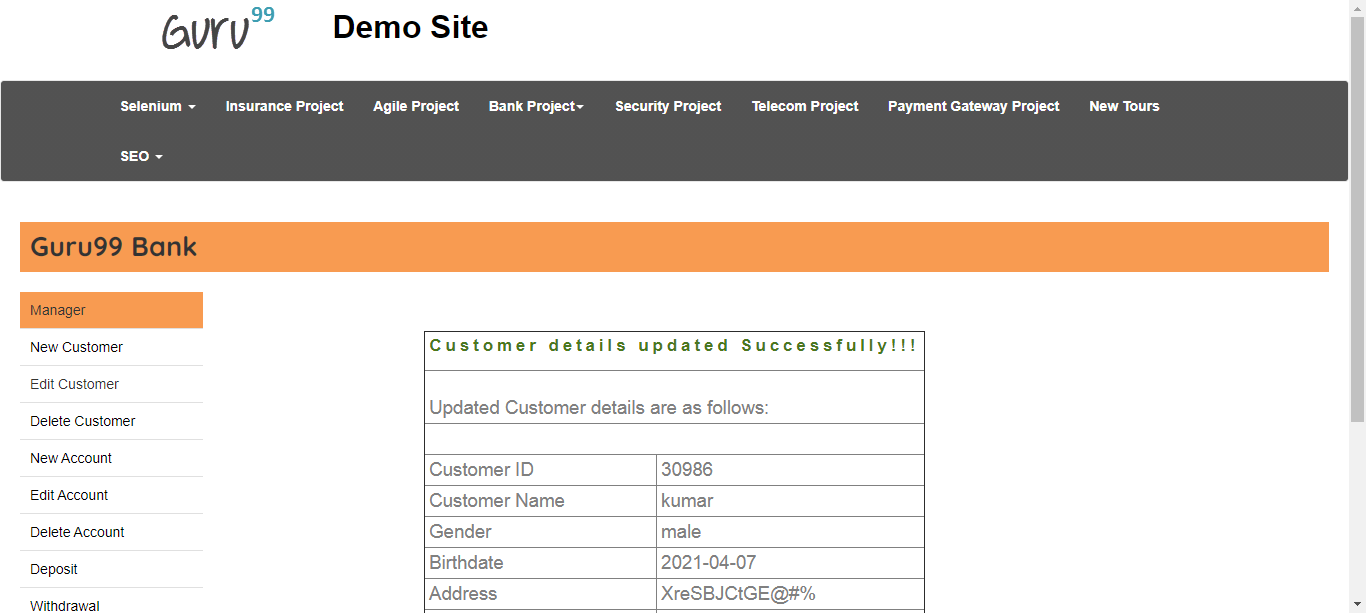 Guru99 Demo Site
Selenium Insurance Project Agile Project Bank Project Security Project Telecom Project Payment Gateway Project New Tours
SEO
Guru99 Bank
Manager
New Customer
Edit Customer
Delete Customer
New Account
Edit Account
Delete Account
Deposit
Withdrawal
Customer details updated Successfully!!!
Updated Customer details are as follows:
Customer ID 30986
Customer Name kumar
Gender male
Birthdate 2021-04-07
Address XreSBJCtGE@#%